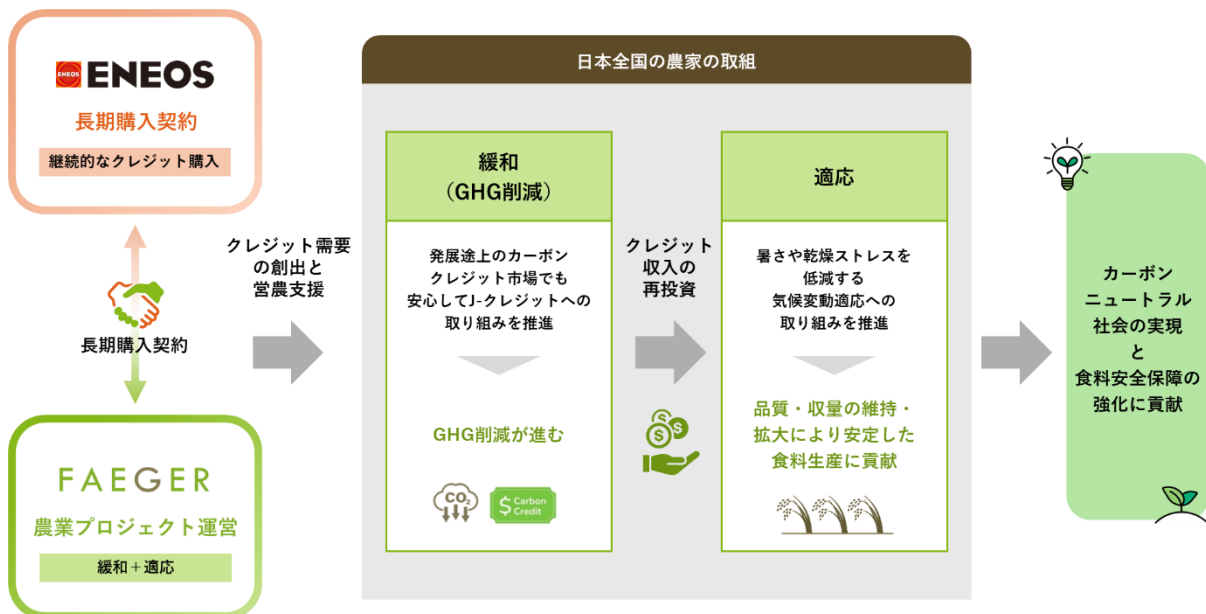 ENEOS
ENEOS
長期購入契約
継続的なクレジット購入
長期購入契約
FAEGER
農業プロジェクト運営
緩和+適応
クレジット需要
の創出と
営農支援
日本全国の農家の取組
緩和
（GHG削減）
発展途上のカーボン
クレジット市場でも
安心してJ-クレジットへの
取り組みを推進
GHG削減が進む
CO₂
$ Carbon
Credit
クレジット
収入の
再投資
$
$
$
適応
暑さや乾燥ストレスを
低減する
気候変動適応への
取り組みを推進
品質・収量の維持・
拡大により安定した
食料生産に貢献
カーボン
ニュートラル
社会の実現
と
食料安全保障の
強化に貢献